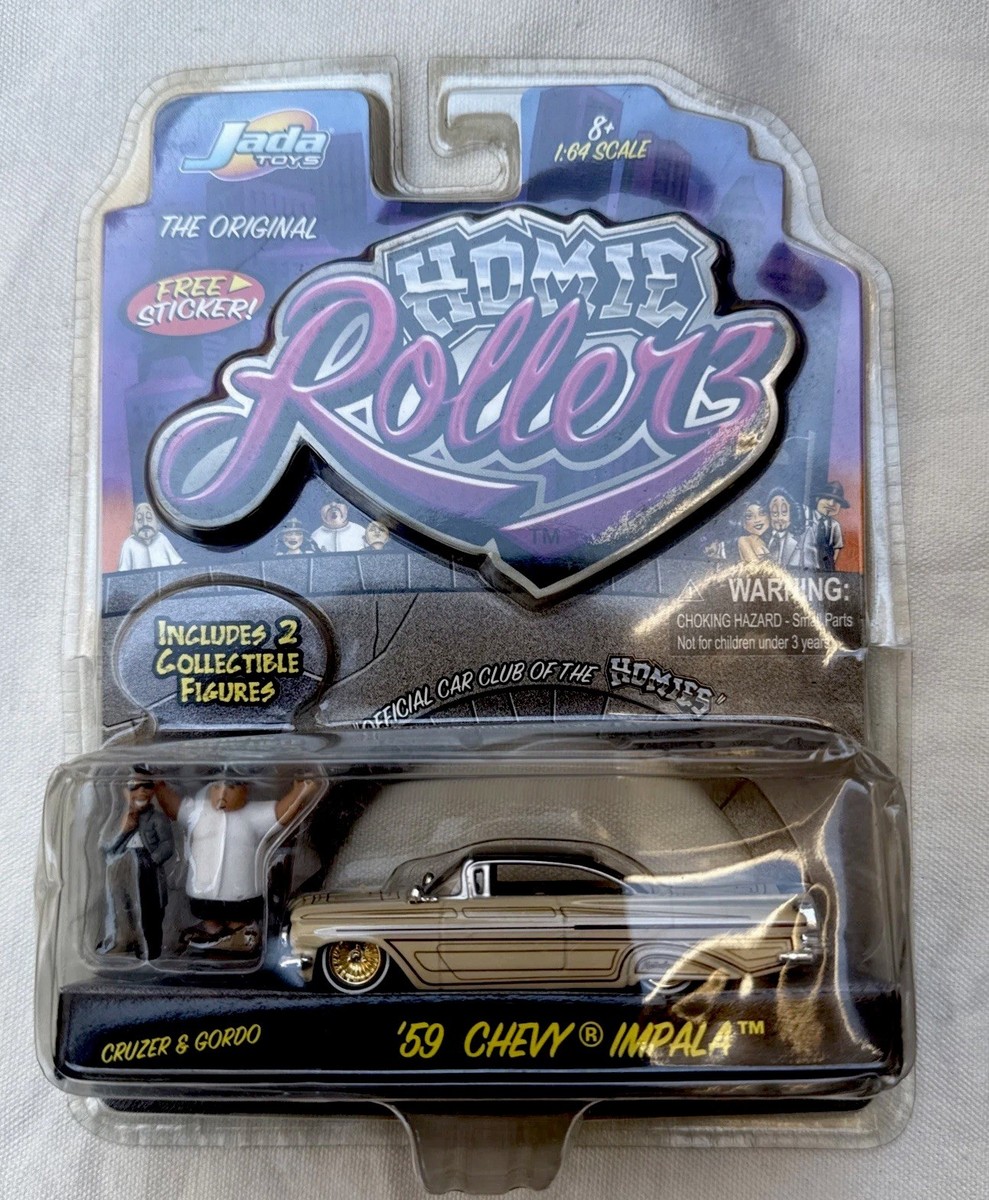 Jada
TOYS
8+
1:64 SCALE
THE ORIGINAL
FREE
STICKER!
HOMIE
Rollerz
TM
WARNING:
CHOKING HAZARD - Small Parts
Not for children under 3 years
INCLUDES 2
COLLECTIBLE
FIGURES
"OFFICIAL CAR CLUB OF THE HOMIES"
CRUZER & GORDO
'59 CHEVY® IMPALA™